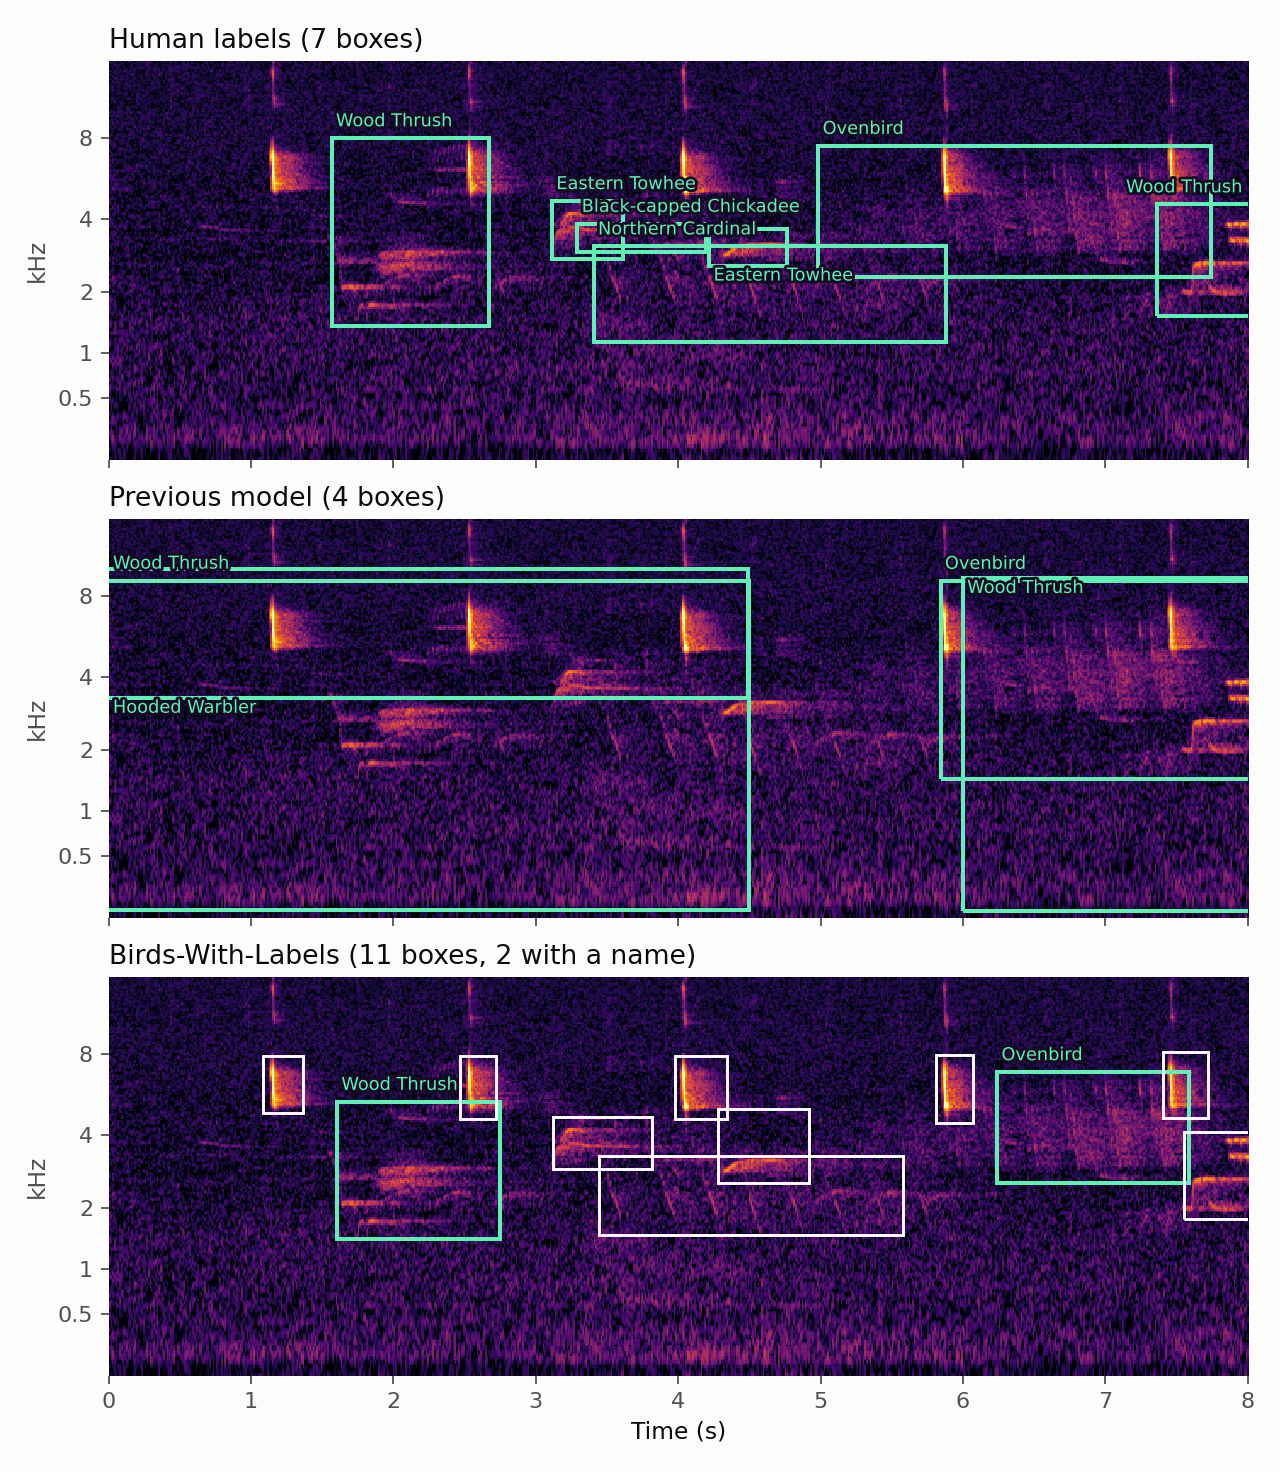 Human labels (7 boxes)
Wood Thrush
Ovenbird
Eastern Towhee
Wood Thrush
Black-capped Chickadee
Northern Cardinal
Eastern Towhee
8
4
2
1
0.5
kHz
Previous model (4 boxes)
Wood Thrush
Ovenbird
Wood Thrush
Hooded Warbler
8
4
2
1
0.5
kHz
Birds-With-Labels (11 boxes, 2 with a name)
Ovenbird
Wood Thrush
8
4
2
1
0.5
kHz
0 1 2 3 4 5 6 7 8
Time (s)